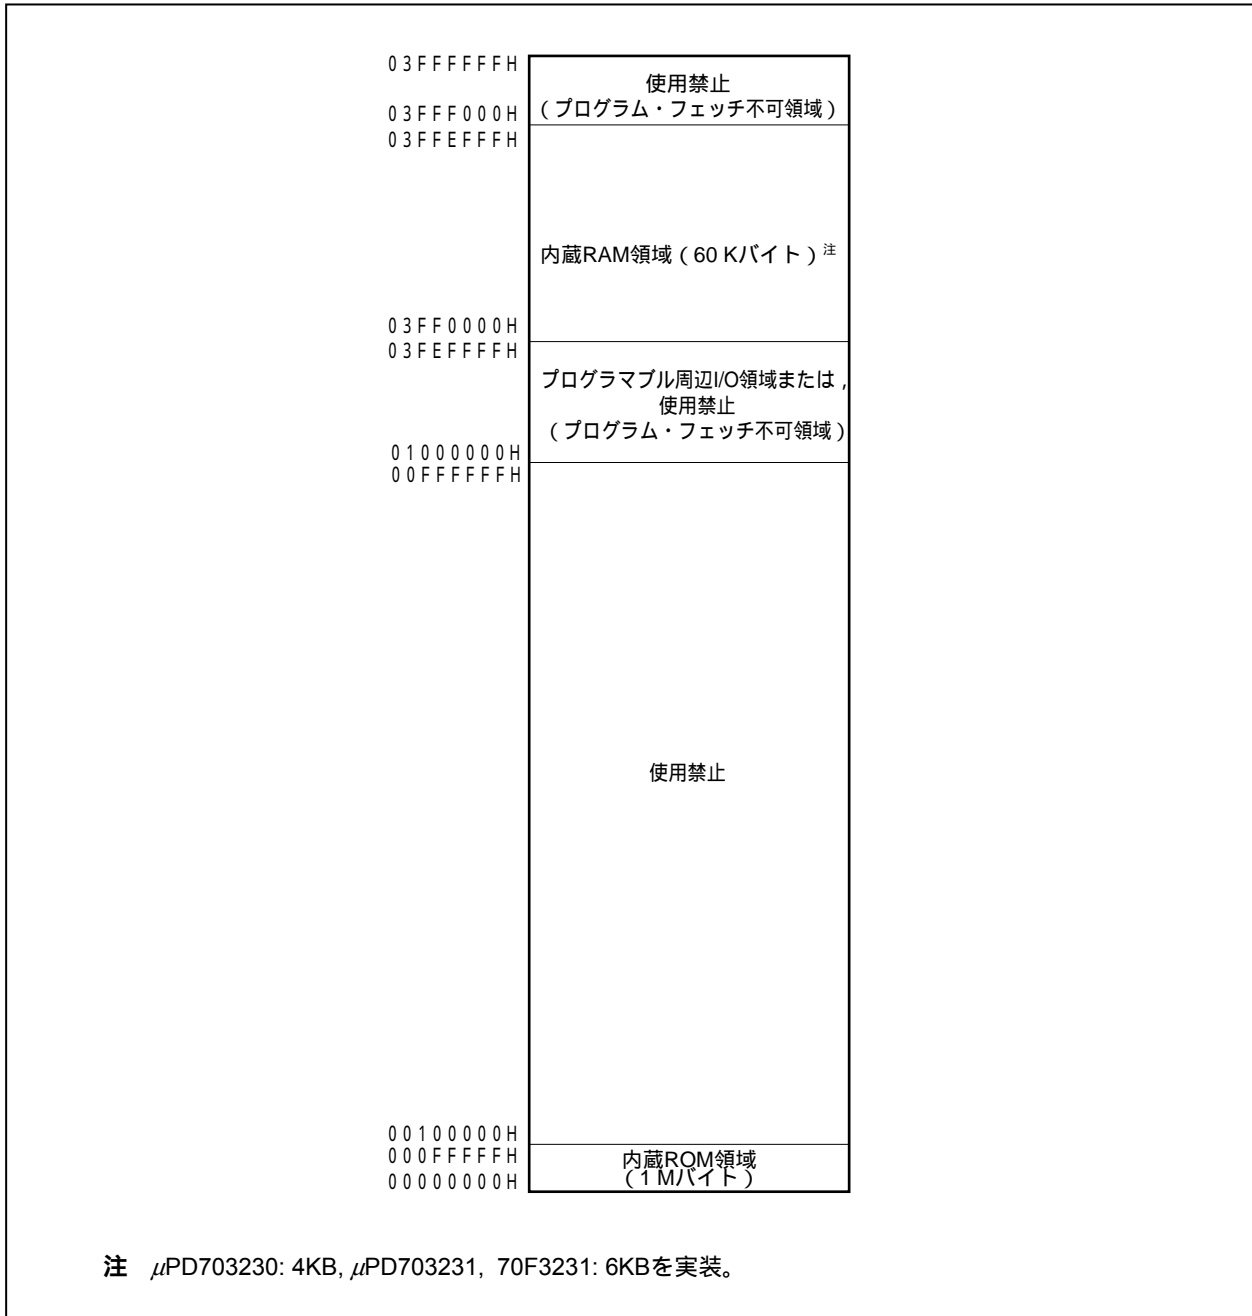 03FFFFFFH
使用禁止
(プログラム・フェッチ不可領域)
03FFF000H
03FFEFFFH
内蔵RAM領域(60 Kバイト)注
03FF0000H
03FEFFFFH
プログラマブル周辺I/O領域または,
使用禁止
(プログラム・フェッチ不可領域)
01000000H
00FFFFFFH
使用禁止
00100000H
000FFFFFH
内蔵ROM領域
(1 Mバイト)
00000000H
注 μPD703230: 4KB, μPD703231, 70F3231: 6KBを実装。